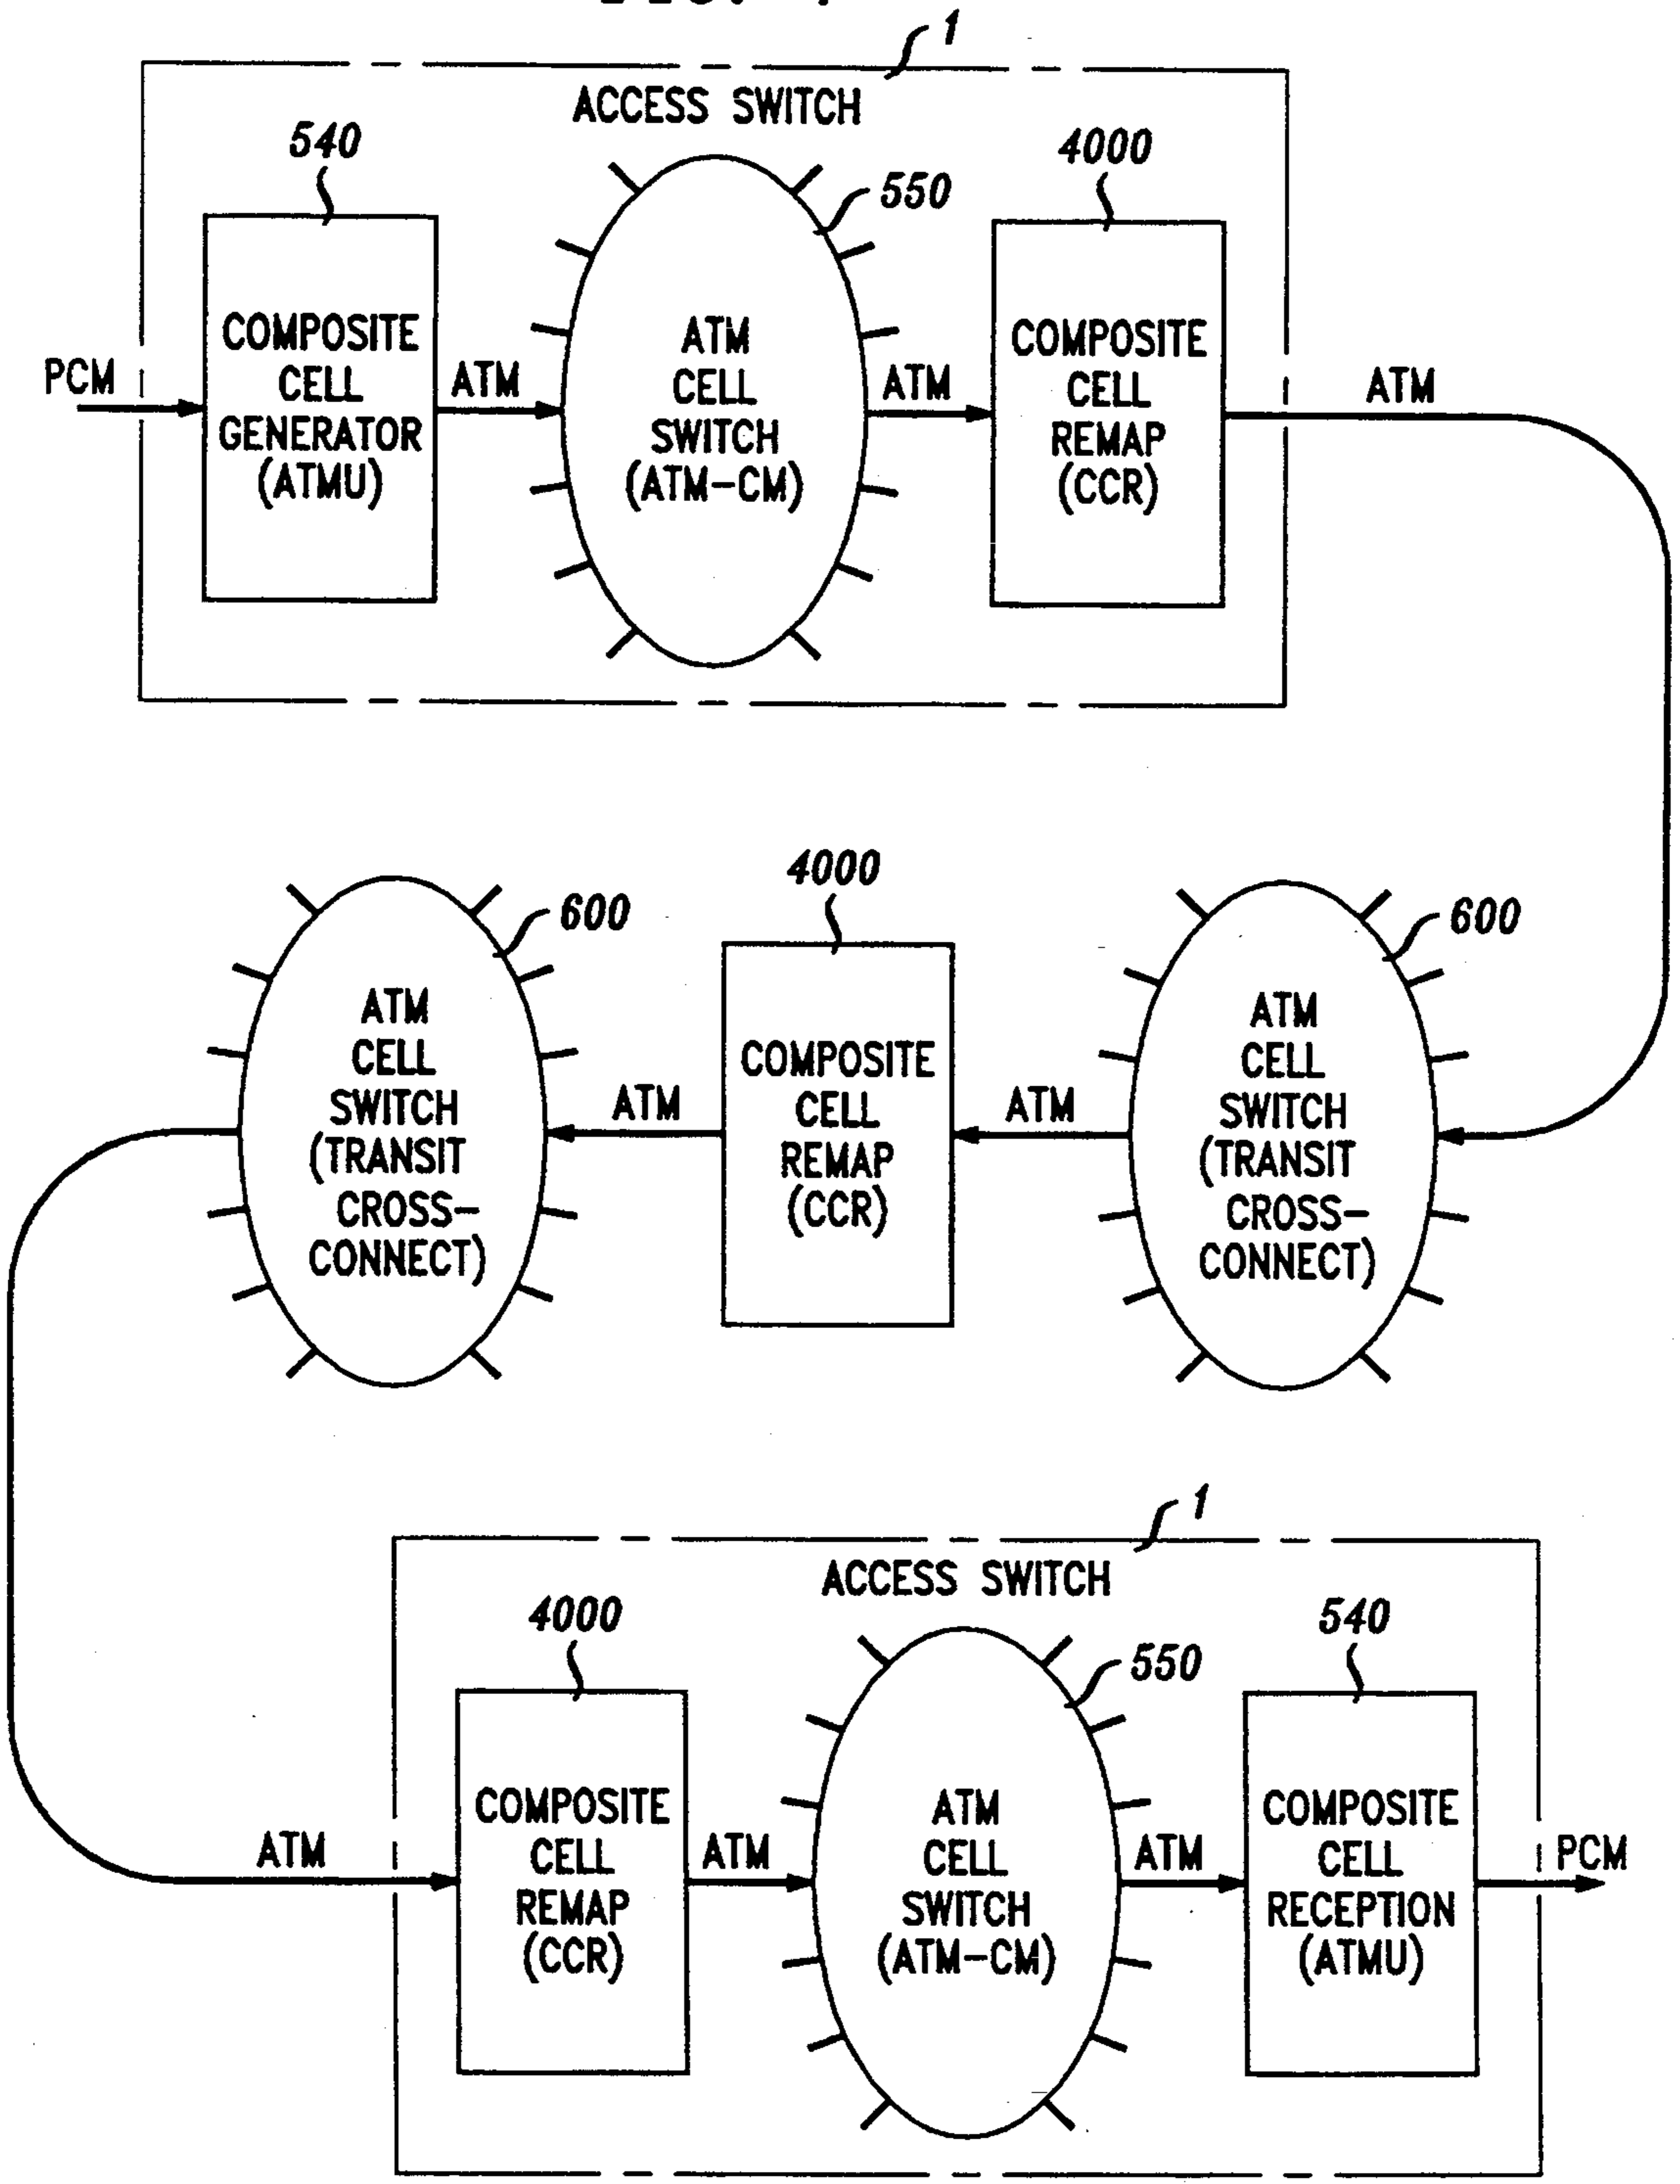 1
ACCESS SWITCH
540
550
4000
PCM
COMPOSITE
CELL
GENERATOR
(ATMU)
ATM
ATM
CELL
SWITCH
(ATM-CM)
ATM
COMPOSITE
CELL
REMAP
(CCR)
ATM
600
4000
600
ATM
CELL
SWITCH
(TRANSIT
CROSS-
CONNECT)
ATM
COMPOSITE
CELL
REMAP
(CCR)
ATM
ATM
CELL
SWITCH
(TRANSIT
CROSS-
CONNECT)
1
ACCESS SWITCH
4000
550
540
ATM
COMPOSITE
CELL
REMAP
(CCR)
ATM
ATM
CELL
SWITCH
(ATM-CM)
ATM
COMPOSITE
CELL
RECEPTION
(ATMU)
PCM